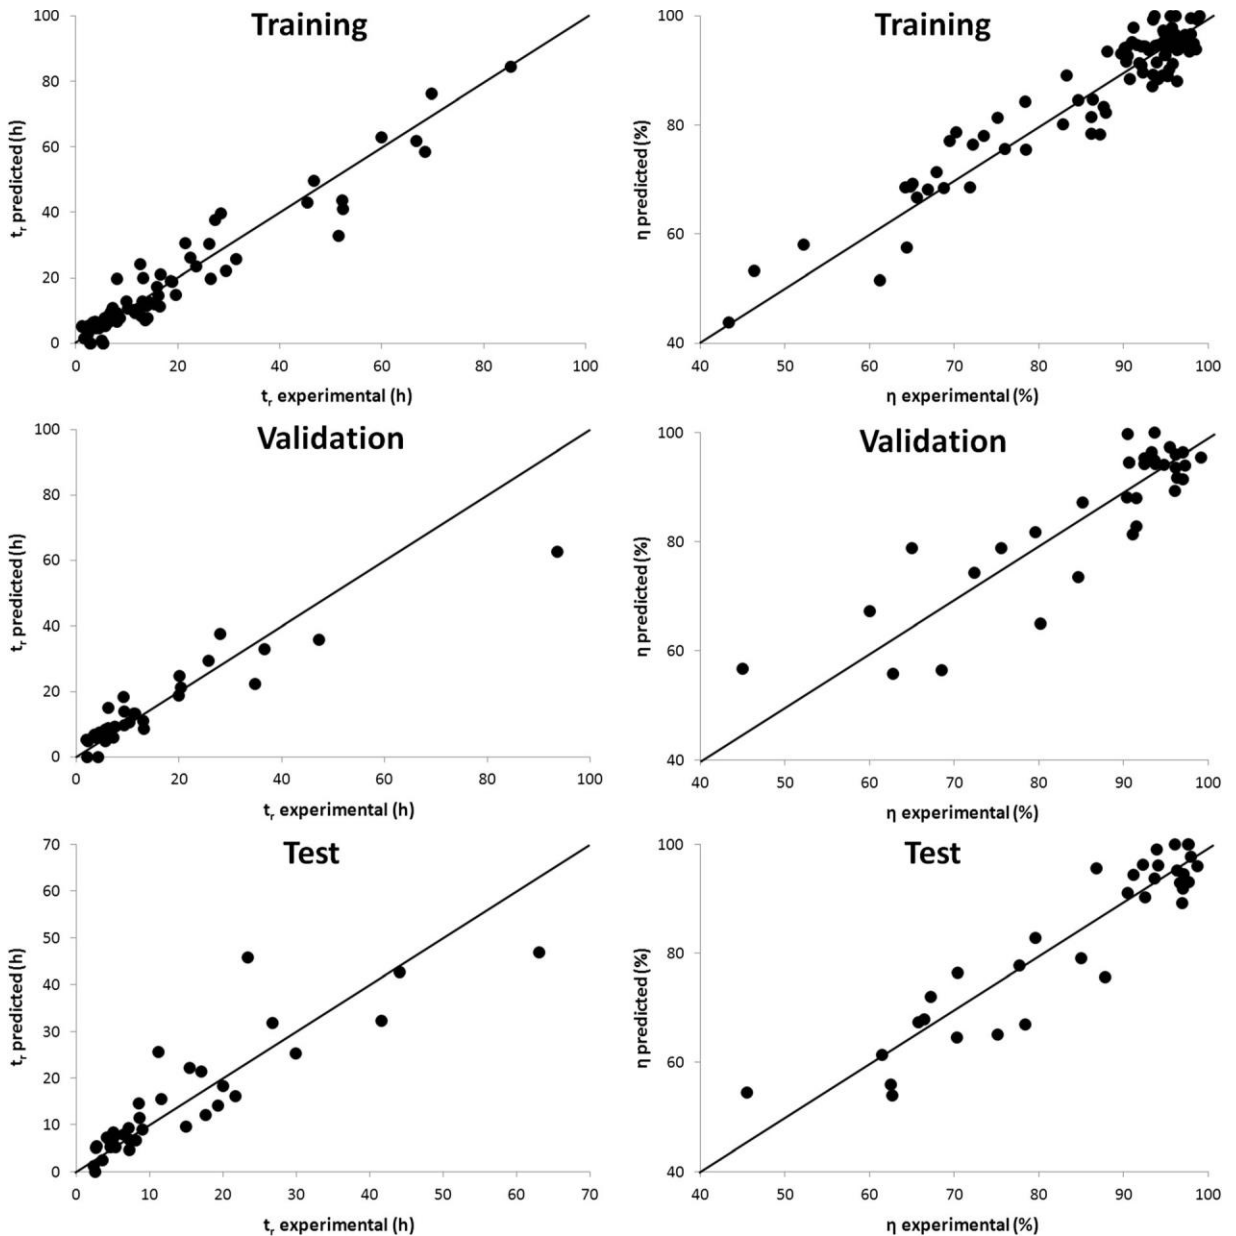 Training
100
80
60
40
20
0
tᵣ predicted (h)
0 20 40 60 80 100
tᵣ experimental (h)
Training
100
80
60
40
η predicted (%)
40 50 60 70 80 90 100
η experimental (%)
Validation
100
80
60
40
20
0
tᵣ predicted (h)
0 20 40 60 80 100
tᵣ experimental (h)
Validation
100
80
60
40
η predicted (%)
40 50 60 70 80 90 100
η experimental (%)
Test
70
60
50
40
30
20
10
0
tᵣ predicted (h)
0 10 20 30 40 50 60 70
tᵣ experimental (h)
Test
100
80
60
40
η predicted (%)
40 50 60 70 80 90 100
η experimental (%)